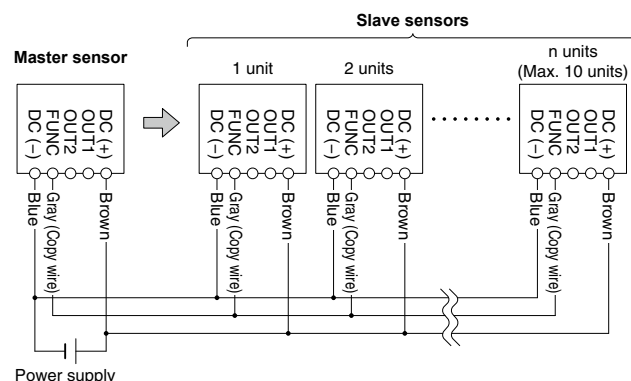 Slave sensors
Master sensor
1 unit
2 units
n units
(Max. 10 units)
DC (−)
FUNC
OUT2
OUT1
DC (+)
DC (−)
FUNC
OUT2
OUT1
DC (+)
DC (−)
FUNC
OUT2
OUT1
DC (+)
DC (−)
FUNC
OUT2
OUT1
DC (+)
Blue
Gray (Copy wire)
Brown
Blue
Gray (Copy wire)
Brown
Blue
Gray (Copy wire)
Brown
Blue
Gray (Copy wire)
Brown
Power supply